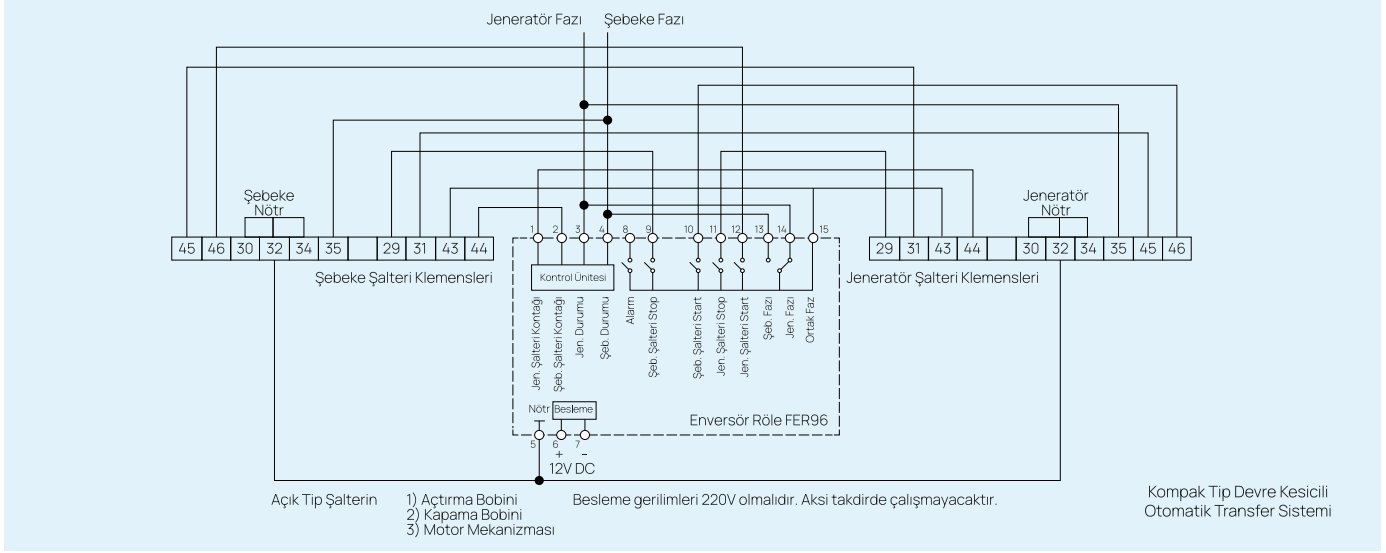 Jeneratör Fazı Şebeke Fazı
Şebeke
Nötr
Jeneratör
Nötr
45 46 30 32 34 35 29 31 43 44
1 2 3 4 8 9 10 11 12 13 14 15
29 31 43 44 30 32 34 35 45 46
Şebeke Şalteri Klemensleri
Kontrol Ünitesi
Jeneratör Şalteri Klemensleri
Jen. Şalteri Kontağı
Şeb. Şalteri Kontağı
Jen. Durumu
Şeb. Durumu
Alarm
Şeb. Şalteri Stop
Şeb. Şalteri Start
Jen. Şalteri Stop
Jen. Şalteri Start
Şeb. Fazı
Jen. Fazı
Ortak Faz
Nötr Besleme
Enversör Röle FER96
5 6 7
+ –
12V DC
Açık Tip Şalterin
1) Açtırma Bobini
2) Kapama Bobini
3) Motor Mekanizması
Besleme gerilimleri 220V olmalıdır. Aksi takdirde çalışmayacaktır.
Kompak Tip Devre Kesicili
Otomatik Transfer Sistemi